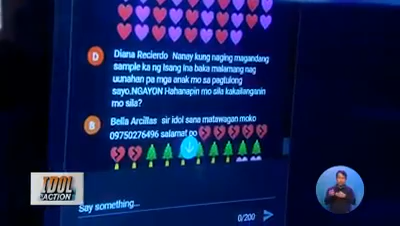 D Diana Recierdo Nanay kung naging magandang
sample ka ng Isang Ina baka malamang nag
uunahan pa mga anak mo sa pagtulong
sayo.NGAYON Hahanapin mo sila kakailanganin
mo sila?
B Bella Arcillas sir idol sana matawagan moko
09750276496 salamat po
IDOL
ACTION
Say something...
0/200